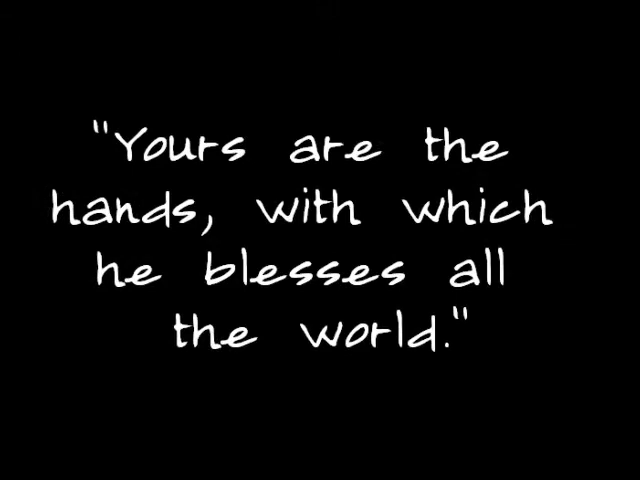 "Yours are the
hands, with which
he blesses all
the world."